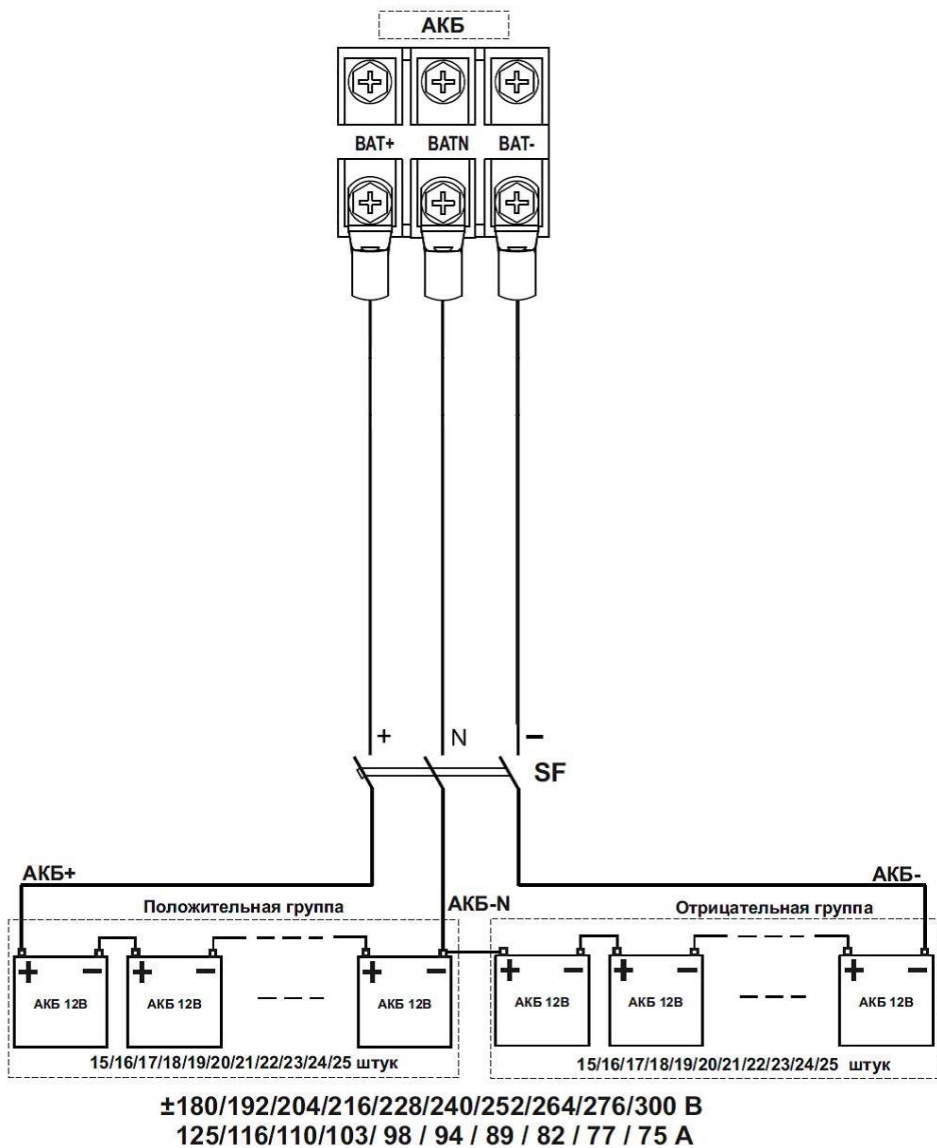 АКБ
BAT+ BATN BAT-
+ N −
SF
АКБ+
АКБ-
Положительная группа
АКБ-N
Отрицательная группа
+ − + − + − + − + − + −
АКБ 12В АКБ 12В АКБ 12В АКБ 12В АКБ 12В АКБ 12В
15/16/17/18/19/20/21/22/23/24/25 штук
15/16/17/18/19/20/21/22/23/24/25 штук
±180/192/204/216/228/240/252/264/276/300 В
125/116/110/103/ 98 / 94 / 89 / 82 / 77 / 75 А